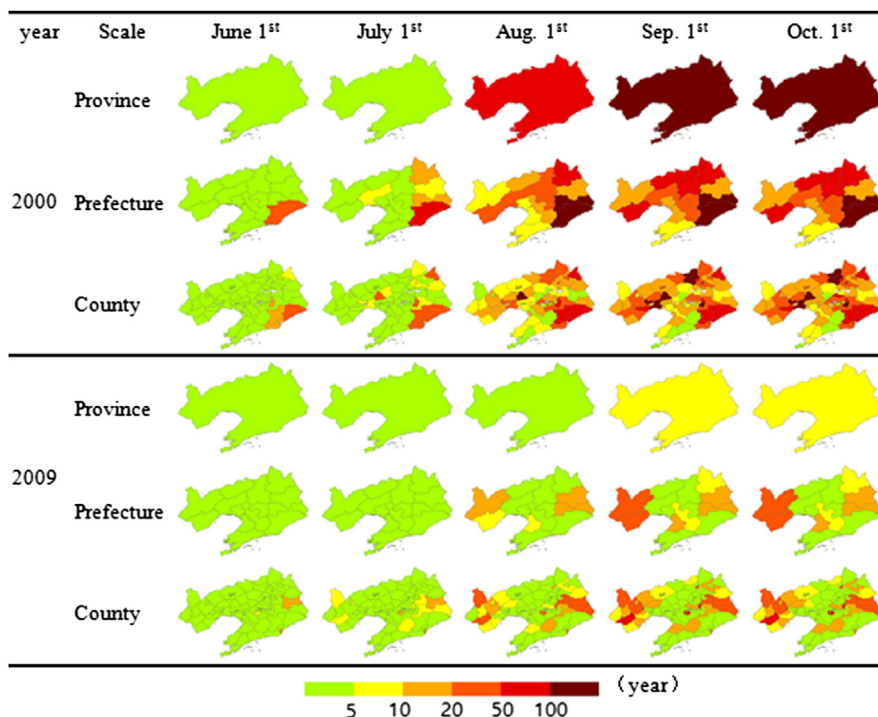 year Scale June 1st July 1st Aug. 1st Sep. 1st Oct. 1st
Province
2000 Prefecture
County
Province
2009
Prefecture
County
(year)
5 10 20 50 100